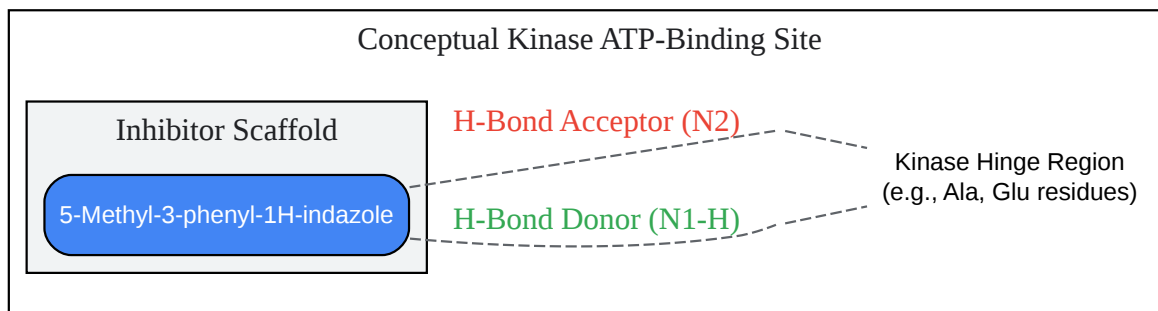 Conceptual Kinase ATP-Binding Site
Inhibitor Scaffold
5-Methyl-3-phenyl-1H-indazole
H-Bond Acceptor (N2)
H-Bond Donor (N1-H)
Kinase Hinge Region
(e.g., Ala, Glu residues)